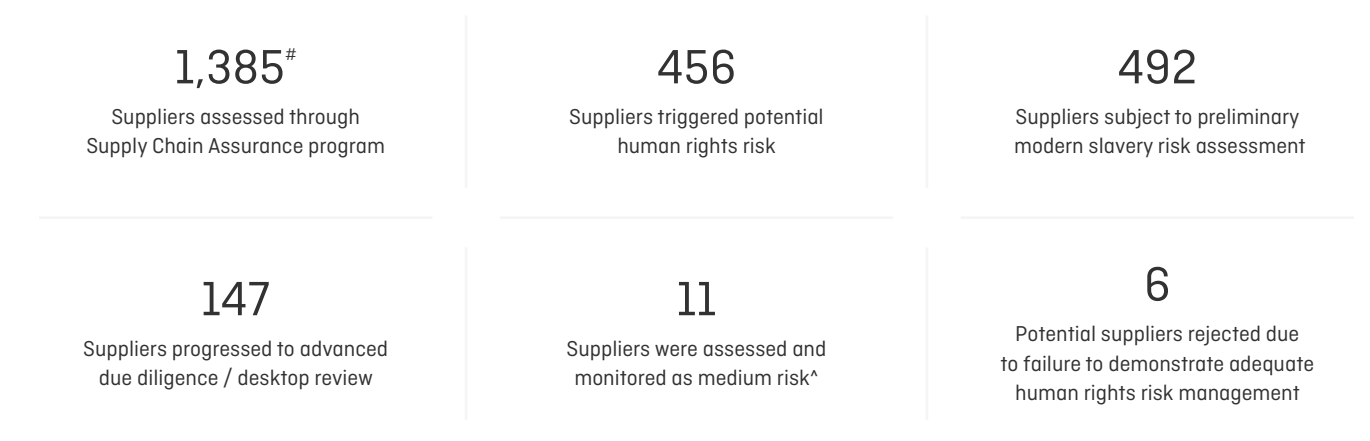 1,385#
Suppliers assessed through
Supply Chain Assurance program
456
Suppliers triggered potential
human rights risk
492
Suppliers subject to preliminary
modern slavery risk assessment
147
Suppliers progressed to advanced
due diligence / desktop review
11
Suppliers were assessed and
monitored as medium risk^
6
Potential suppliers rejected due
to failure to demonstrate adequate
human rights risk management